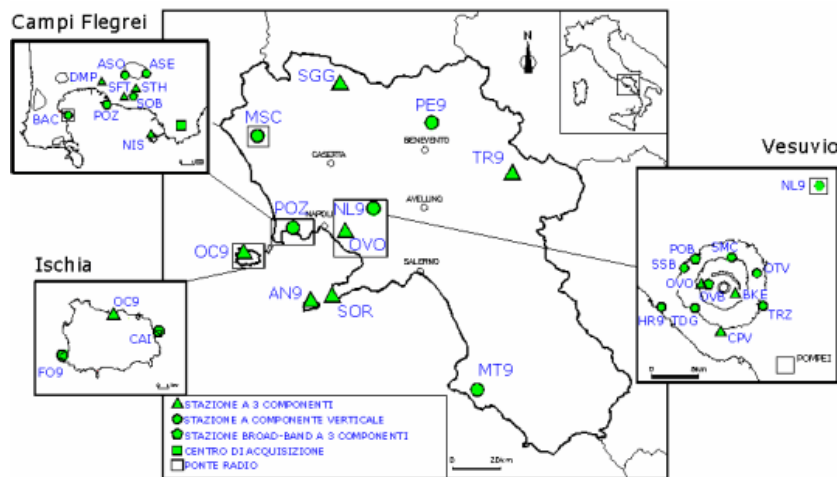 Campi Flegrei
ASO ASE
DMP SFT STH
SOB
BAC POZ
NIS
SGG
MSC PE9
BENEVENTO
CASERTA
TR9
N
Vesuvio
NL9
POB SMC
SSB OTV
OVO OVB BKE
HR9 TDG TRZ
CPV
POMPEI
0 8km
POZ NAPOLI NL9 AVELLINO
OVO
OC9
SALERNO
AN9 SOR
MT9
Ischia
OC9
CAI
FO9
STAZIONE A 3 COMPONENTI
STAZIONE A COMPONENTE VERTICALE
STAZIONE BROAD-BAND A 3 COMPONENTI
CENTRO DI ACQUISIZIONE
PONTE RADIO